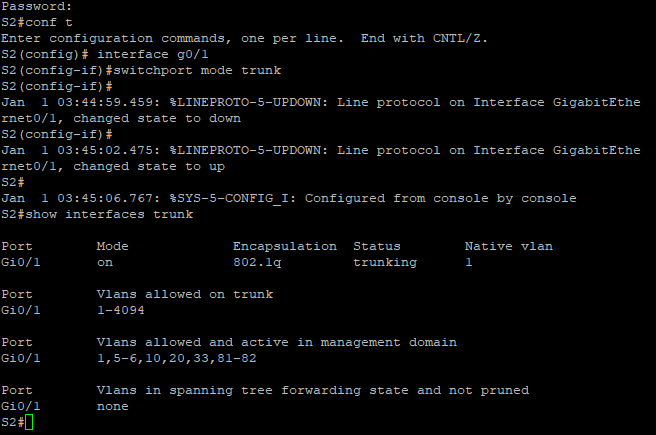 Password:
S2#conf t
Enter configuration commands, one per line.  End with CNTL/Z.
S2(config)# interface g0/1
S2(config-if)#switchport mode trunk
S2(config-if)#
Jan  1 03:44:59.459: %LINEPROTO-5-UPDOWN: Line protocol on Interface GigabitEthe
rnet0/1, changed state to down
S2(config-if)#
Jan  1 03:45:02.475: %LINEPROTO-5-UPDOWN: Line protocol on Interface GigabitEthe
rnet0/1, changed state to up
S2#
Jan  1 03:45:06.767: %SYS-5-CONFIG_I: Configured from console by console
S2#show interfaces trunk

Port        Mode             Encapsulation  Status        Native vlan
Gi0/1       on               802.1q         trunking      1

Port        Vlans allowed on trunk
Gi0/1       1-4094

Port        Vlans allowed and active in management domain
Gi0/1       1,5-6,10,20,33,81-82

Port        Vlans in spanning tree forwarding state and not pruned
Gi0/1       none
S2#